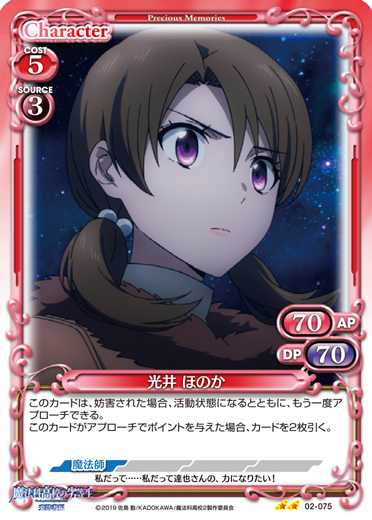 Precious Memories
Character
COST
5
SOURCE
3
70 AP
DP 70
光井 ほのか
このカードは、妨害された場合、活動状態になるとともに、もう一度ア
プローチできる。
このカードがアプローチでポイントを与えた場合、カードを2枚引く。
魔法師
私だって……私だって達也さんの、力になりたい!
魔法科高校の劣等生
来訪者編
©2019 佐島 勤/KADOKAWA/魔法科高校2製作委員会
02-075